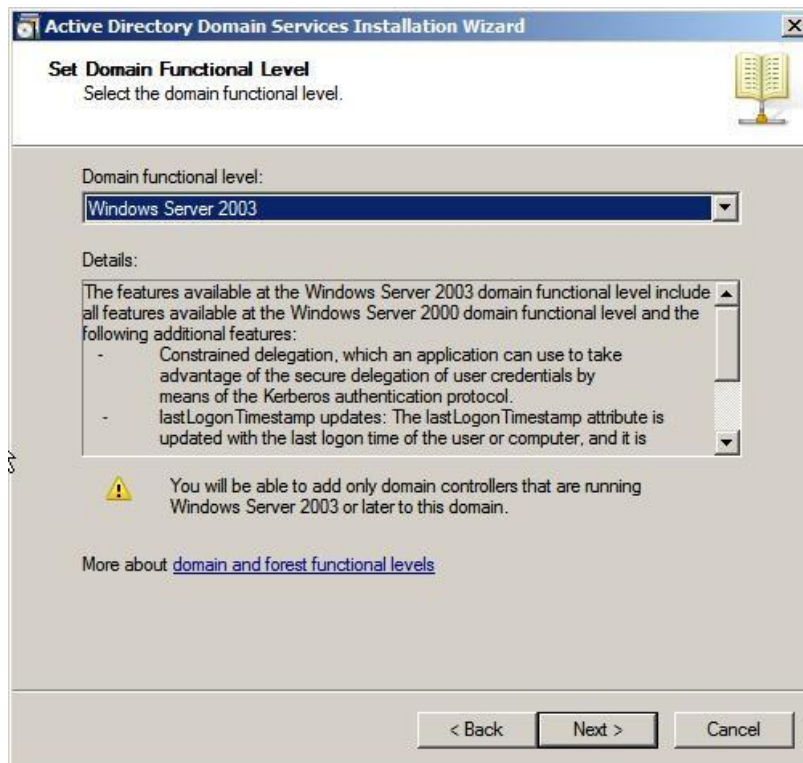 Active Directory Domain Services Installation Wizard
Set Domain Functional Level
Select the domain functional level.
Domain functional level:
Windows Server 2003
Details:
The features available at the Windows Server 2003 domain functional level include
all features available at the Windows Server 2000 domain functional level and the
following additional features:
- Constrained delegation, which an application can use to take
advantage of the secure delegation of user credentials by
means of the Kerberos authentication protocol.
- lastLogonTimestamp updates: The lastLogonTimestamp attribute is
updated with the last logon time of the user or computer, and it is
You will be able to add only domain controllers that are running
Windows Server 2003 or later to this domain.
More about domain and forest functional levels
< Back Next > Cancel